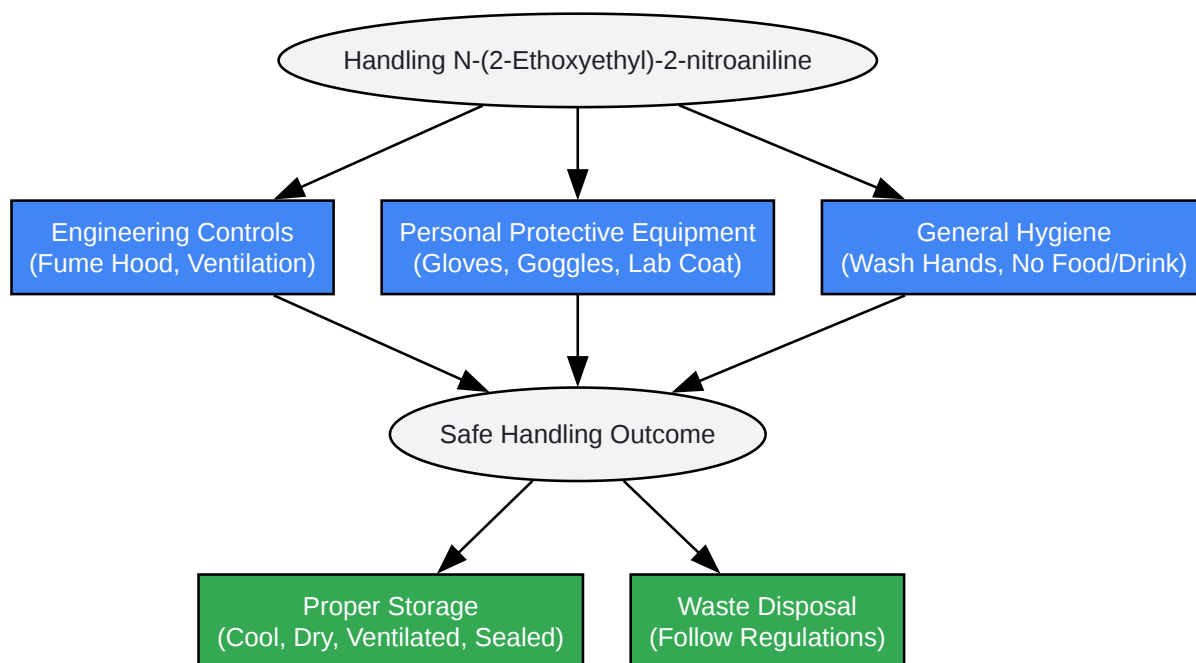 Handling N-(2-Ethoxyethyl)-2-nitroaniline
Engineering Controls
(Fume Hood, Ventilation)
Personal Protective Equipment
(Gloves, Goggles, Lab Coat)
General Hygiene
(Wash Hands, No Food/Drink)
Safe Handling Outcome
Proper Storage
(Cool, Dry, Ventilated, Sealed)
Waste Disposal
(Follow Regulations)